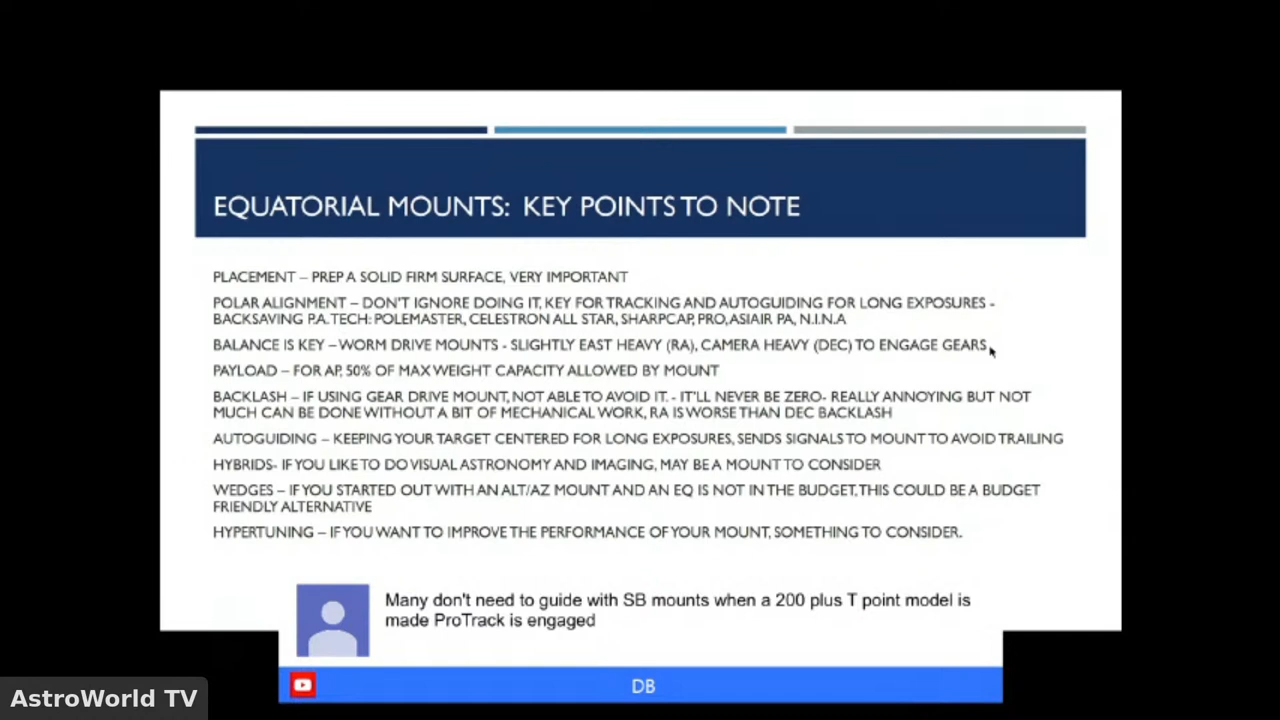 EQUATORIAL MOUNTS: KEY POINTS TO NOTE
PLACEMENT – PREP A SOLID FIRM SURFACE, VERY IMPORTANT
POLAR ALIGNMENT – DON'T IGNORE DOING IT, KEY FOR TRACKING AND AUTOGUIDING FOR LONG EXPOSURES -
BACKSAVING P.A. TECH: POLEMASTER, CELESTRON ALL STAR, SHARPCAP, PRO, ASIAIR PA, N.I.N.A
BALANCE IS KEY – WORM DRIVE MOUNTS - SLIGHTLY EAST HEAVY (RA), CAMERA HEAVY (DEC) TO ENGAGE GEARS
PAYLOAD – FOR AP, 50% OF MAX WEIGHT CAPACITY ALLOWED BY MOUNT
BACKLASH – IF USING GEAR DRIVE MOUNT, NOT ABLE TO AVOID IT. - IT'LL NEVER BE ZERO- REALLY ANNOYING BUT NOT
MUCH CAN BE DONE WITHOUT A BIT OF MECHANICAL WORK, RA IS WORSE THAN DEC BACKLASH
AUTOGUIDING – KEEPING YOUR TARGET CENTERED FOR LONG EXPOSURES, SENDS SIGNALS TO MOUNT TO AVOID TRAILING
HYBRIDS- IF YOU LIKE TO DO VISUAL ASTRONOMY AND IMAGING, MAY BE A MOUNT TO CONSIDER
WEDGES – IF YOU STARTED OUT WITH AN ALT/AZ MOUNT AND AN EQ IS NOT IN THE BUDGET, THIS COULD BE A BUDGET
FRIENDLY ALTERNATIVE
HYPERTUNING – IF YOU WANT TO IMPROVE THE PERFORMANCE OF YOUR MOUNT, SOMETHING TO CONSIDER.
Many don't need to guide with SB mounts when a 200 plus T point model is
made ProTrack is engaged
DB
AstroWorld TV